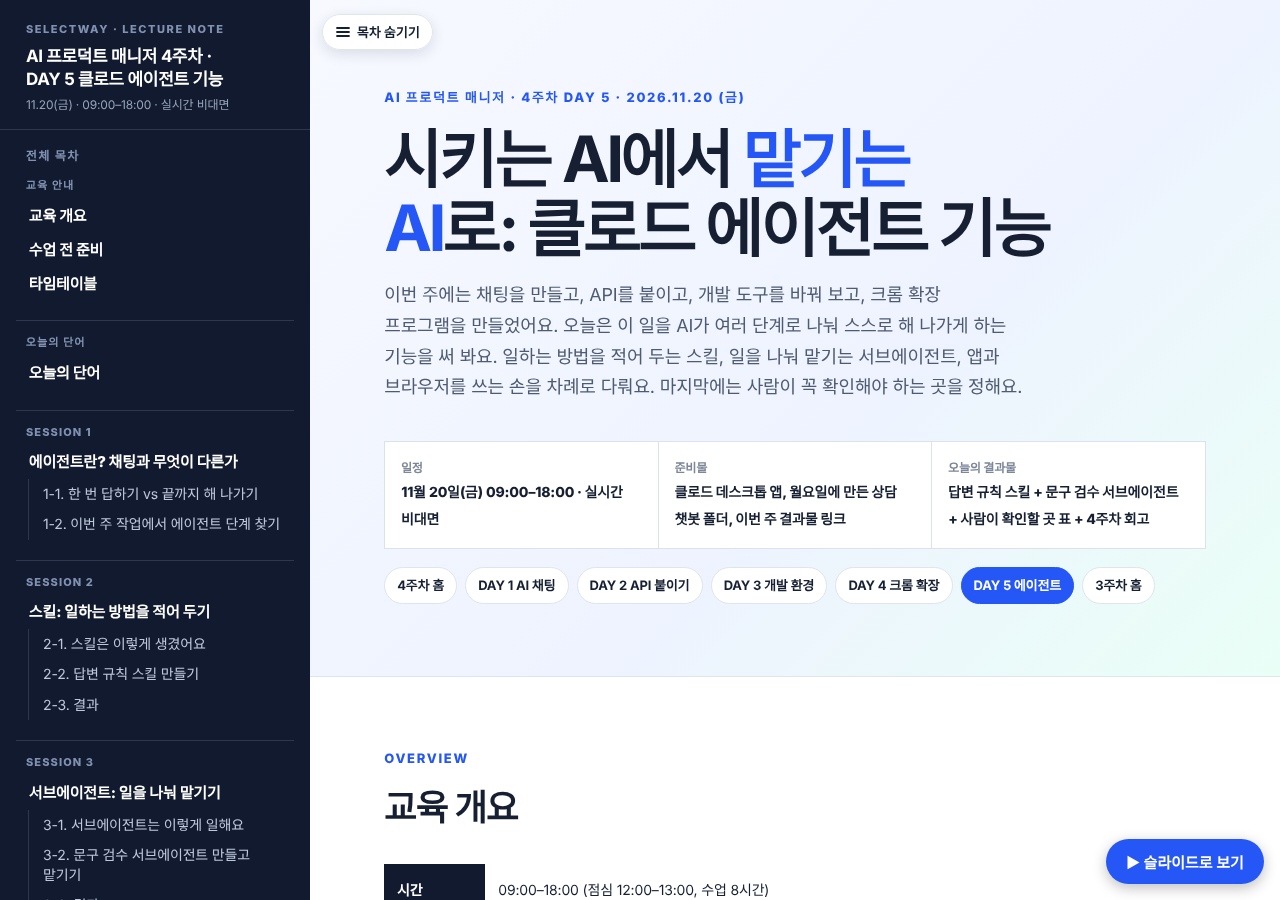 SELECTWAY · LECTURE NOTE
AI 프로덕트 매니저 4주차 ·
DAY 5 클로드 에이전트 기능
11.20(금) · 09:00–18:00 · 실시간 비대면
전체 목차
교육 안내
교육 개요
수업 전 준비
타임테이블
오늘의 단어
오늘의 단어
SESSION 1
에이전트란? 채팅과 무엇이 다른가
1-1. 한 번 답하기 vs 끝까지 해 나가기
1-2. 이번 주 작업에서 에이전트 단계 찾기
SESSION 2
스킬: 일하는 방법을 적어 두기
2-1. 스킬은 이렇게 생겼어요
2-2. 답변 규칙 스킬 만들기
2-3. 결과
SESSION 3
서브에이전트: 일을 나눠 맡기기
3-1. 서브에이전트는 이렇게 일해요
3-2. 문구 검수 서브에이전트 만들고
맡기기
목차 숨기기
AI 프로덕트 매니저 · 4주차 DAY 5 · 2026.11.20 (금)
시키는 AI에서 맡기는
AI로: 클로드 에이전트 기능
이번 주에는 채팅을 만들고, API를 붙이고, 개발 도구를 바꿔 보고, 크롬 확장
프로그램을 만들었어요. 오늘은 이 일을 AI가 여러 단계로 나눠 스스로 해 나가게 하는
기능을 써 봐요. 일하는 방법을 적어 두는 스킬, 일을 나눠 맡기는 서브에이전트, 앱과
브라우저를 쓰는 손을 차례로 다뤄요. 마지막에는 사람이 꼭 확인해야 하는 곳을 정해요.
일정
11월 20일(금) 09:00–18:00 · 실시간
비대면
준비물
클로드 데스크톱 앱, 월요일에 만든 상담
챗봇 폴더, 이번 주 결과물 링크
오늘의 결과물
답변 규칙 스킬 + 문구 검수 서브에이전트
+ 사람이 확인할 곳 표 + 4주차 회고
4주차 홈
DAY 1 AI 채팅
DAY 2 API 붙이기
DAY 3 개발 환경
DAY 4 크롬 확장
DAY 5 에이전트
3주차 홈
OVERVIEW
교육 개요
시간
09:00–18:00 (점심 12:00–13:00, 수업 8시간)
▶ 슬라이드로 보기